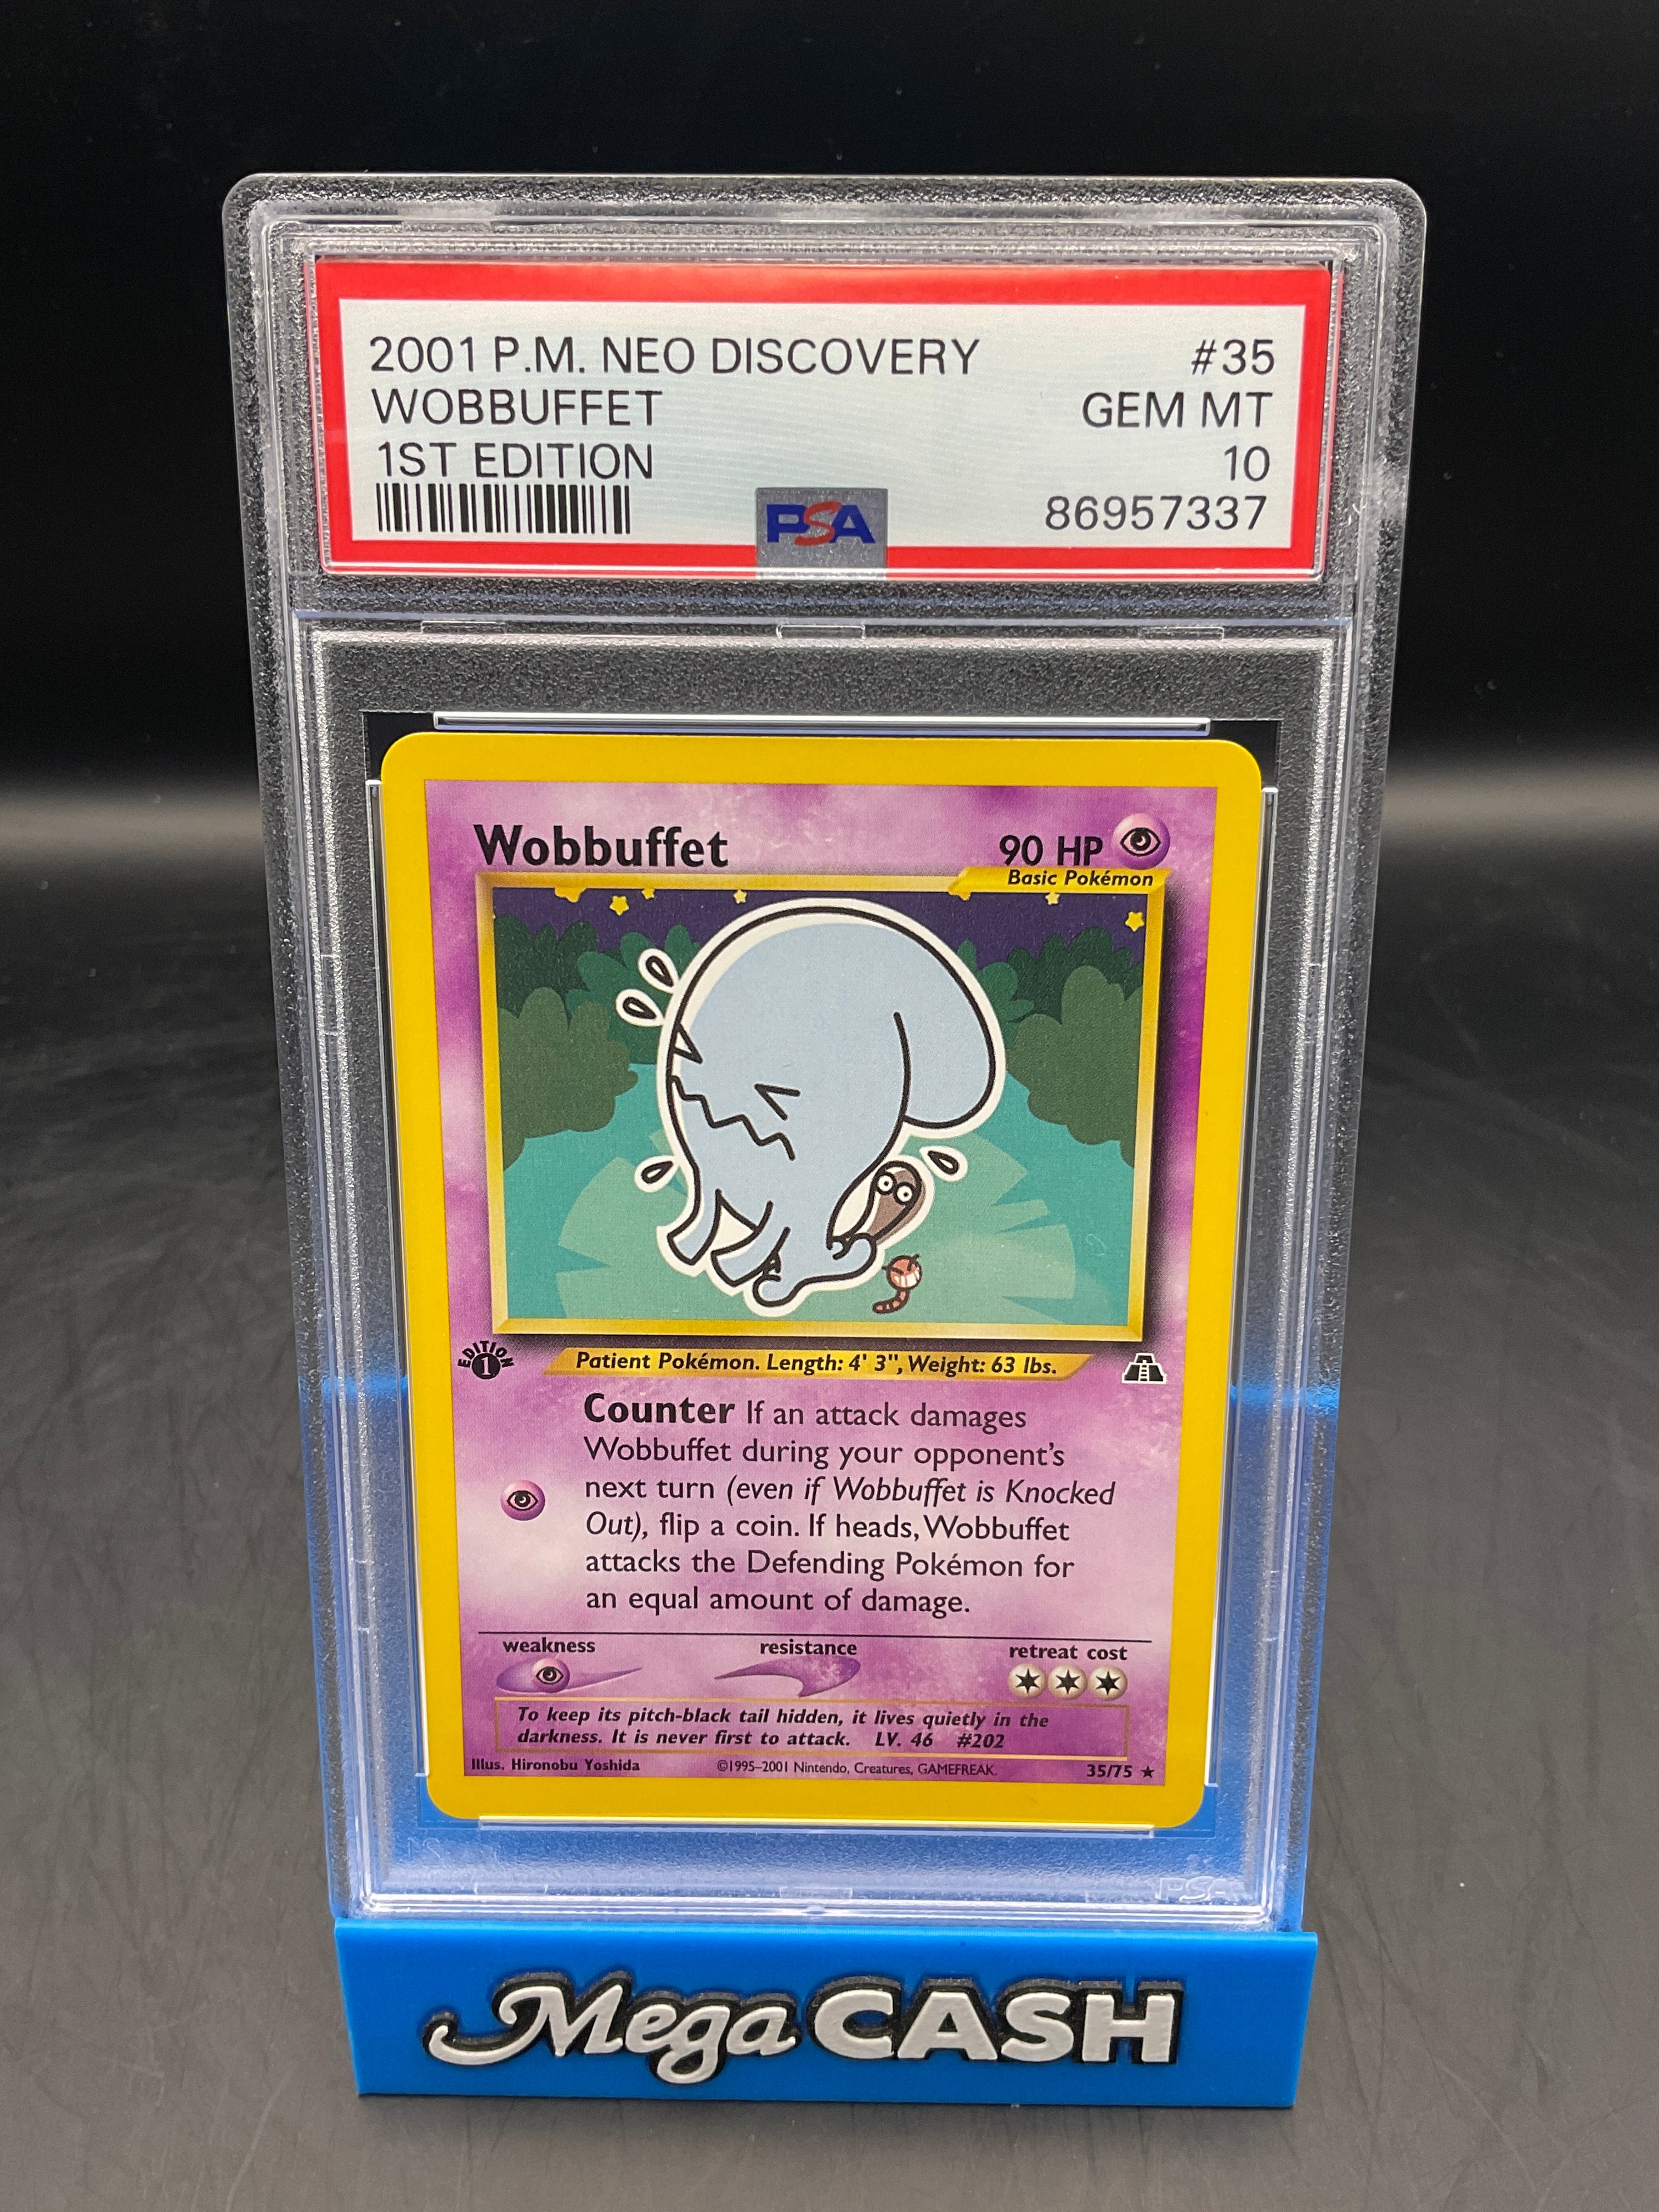 2001 P.M. NEO DISCOVERY #35
WOBBUFFET GEM MT
1ST EDITION 10
PSA 86957337
Wobbuffet 90 HP
Basic Pokémon
EDITION
1
Patient Pokémon. Length: 4' 3", Weight: 63 lbs.
Counter If an attack damages
Wobbuffet during your opponent's
next turn (even if Wobbuffet is Knocked
Out), flip a coin. If heads, Wobbuffet
attacks the Defending Pokémon for
an equal amount of damage.
weakness resistance retreat cost
To keep its pitch-black tail hidden, it lives quietly in the
darkness. It is never first to attack. LV. 46 #202
Illus. Hironobu Yoshida ©1995–2001 Nintendo, Creatures, GAMEFREAK. 35/75 ★
PSA
Mega CASH